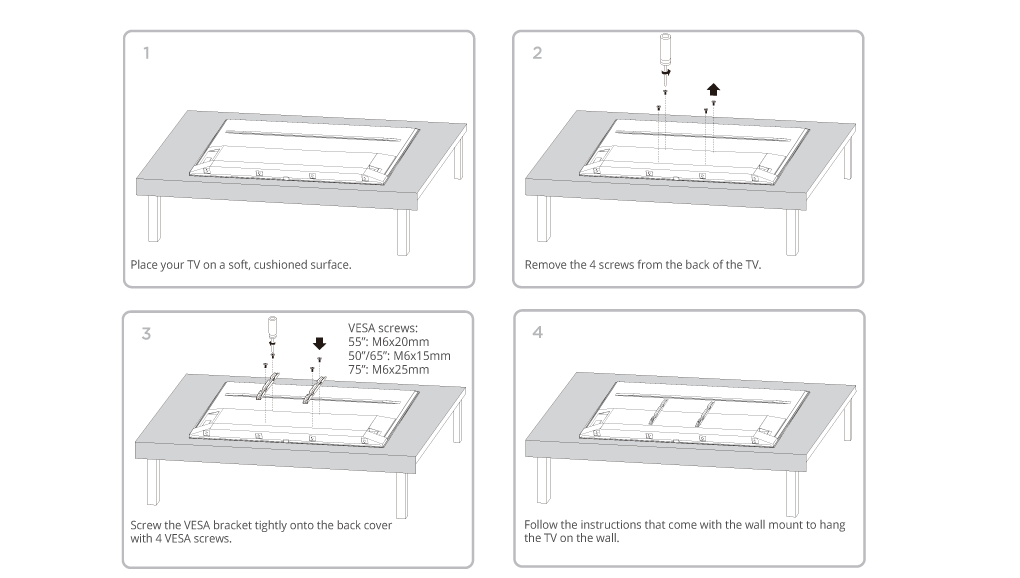 1
Place your TV on a soft, cushioned surface.
2
Remove the 4 screws from the back of the TV.
3
VESA screws:
55”: M6x20mm
50”/65”: M6x15mm
75”: M6x25mm
Screw the VESA bracket tightly onto the back cover
with 4 VESA screws.
4
Follow the instructions that come with the wall mount to hang
the TV on the wall.